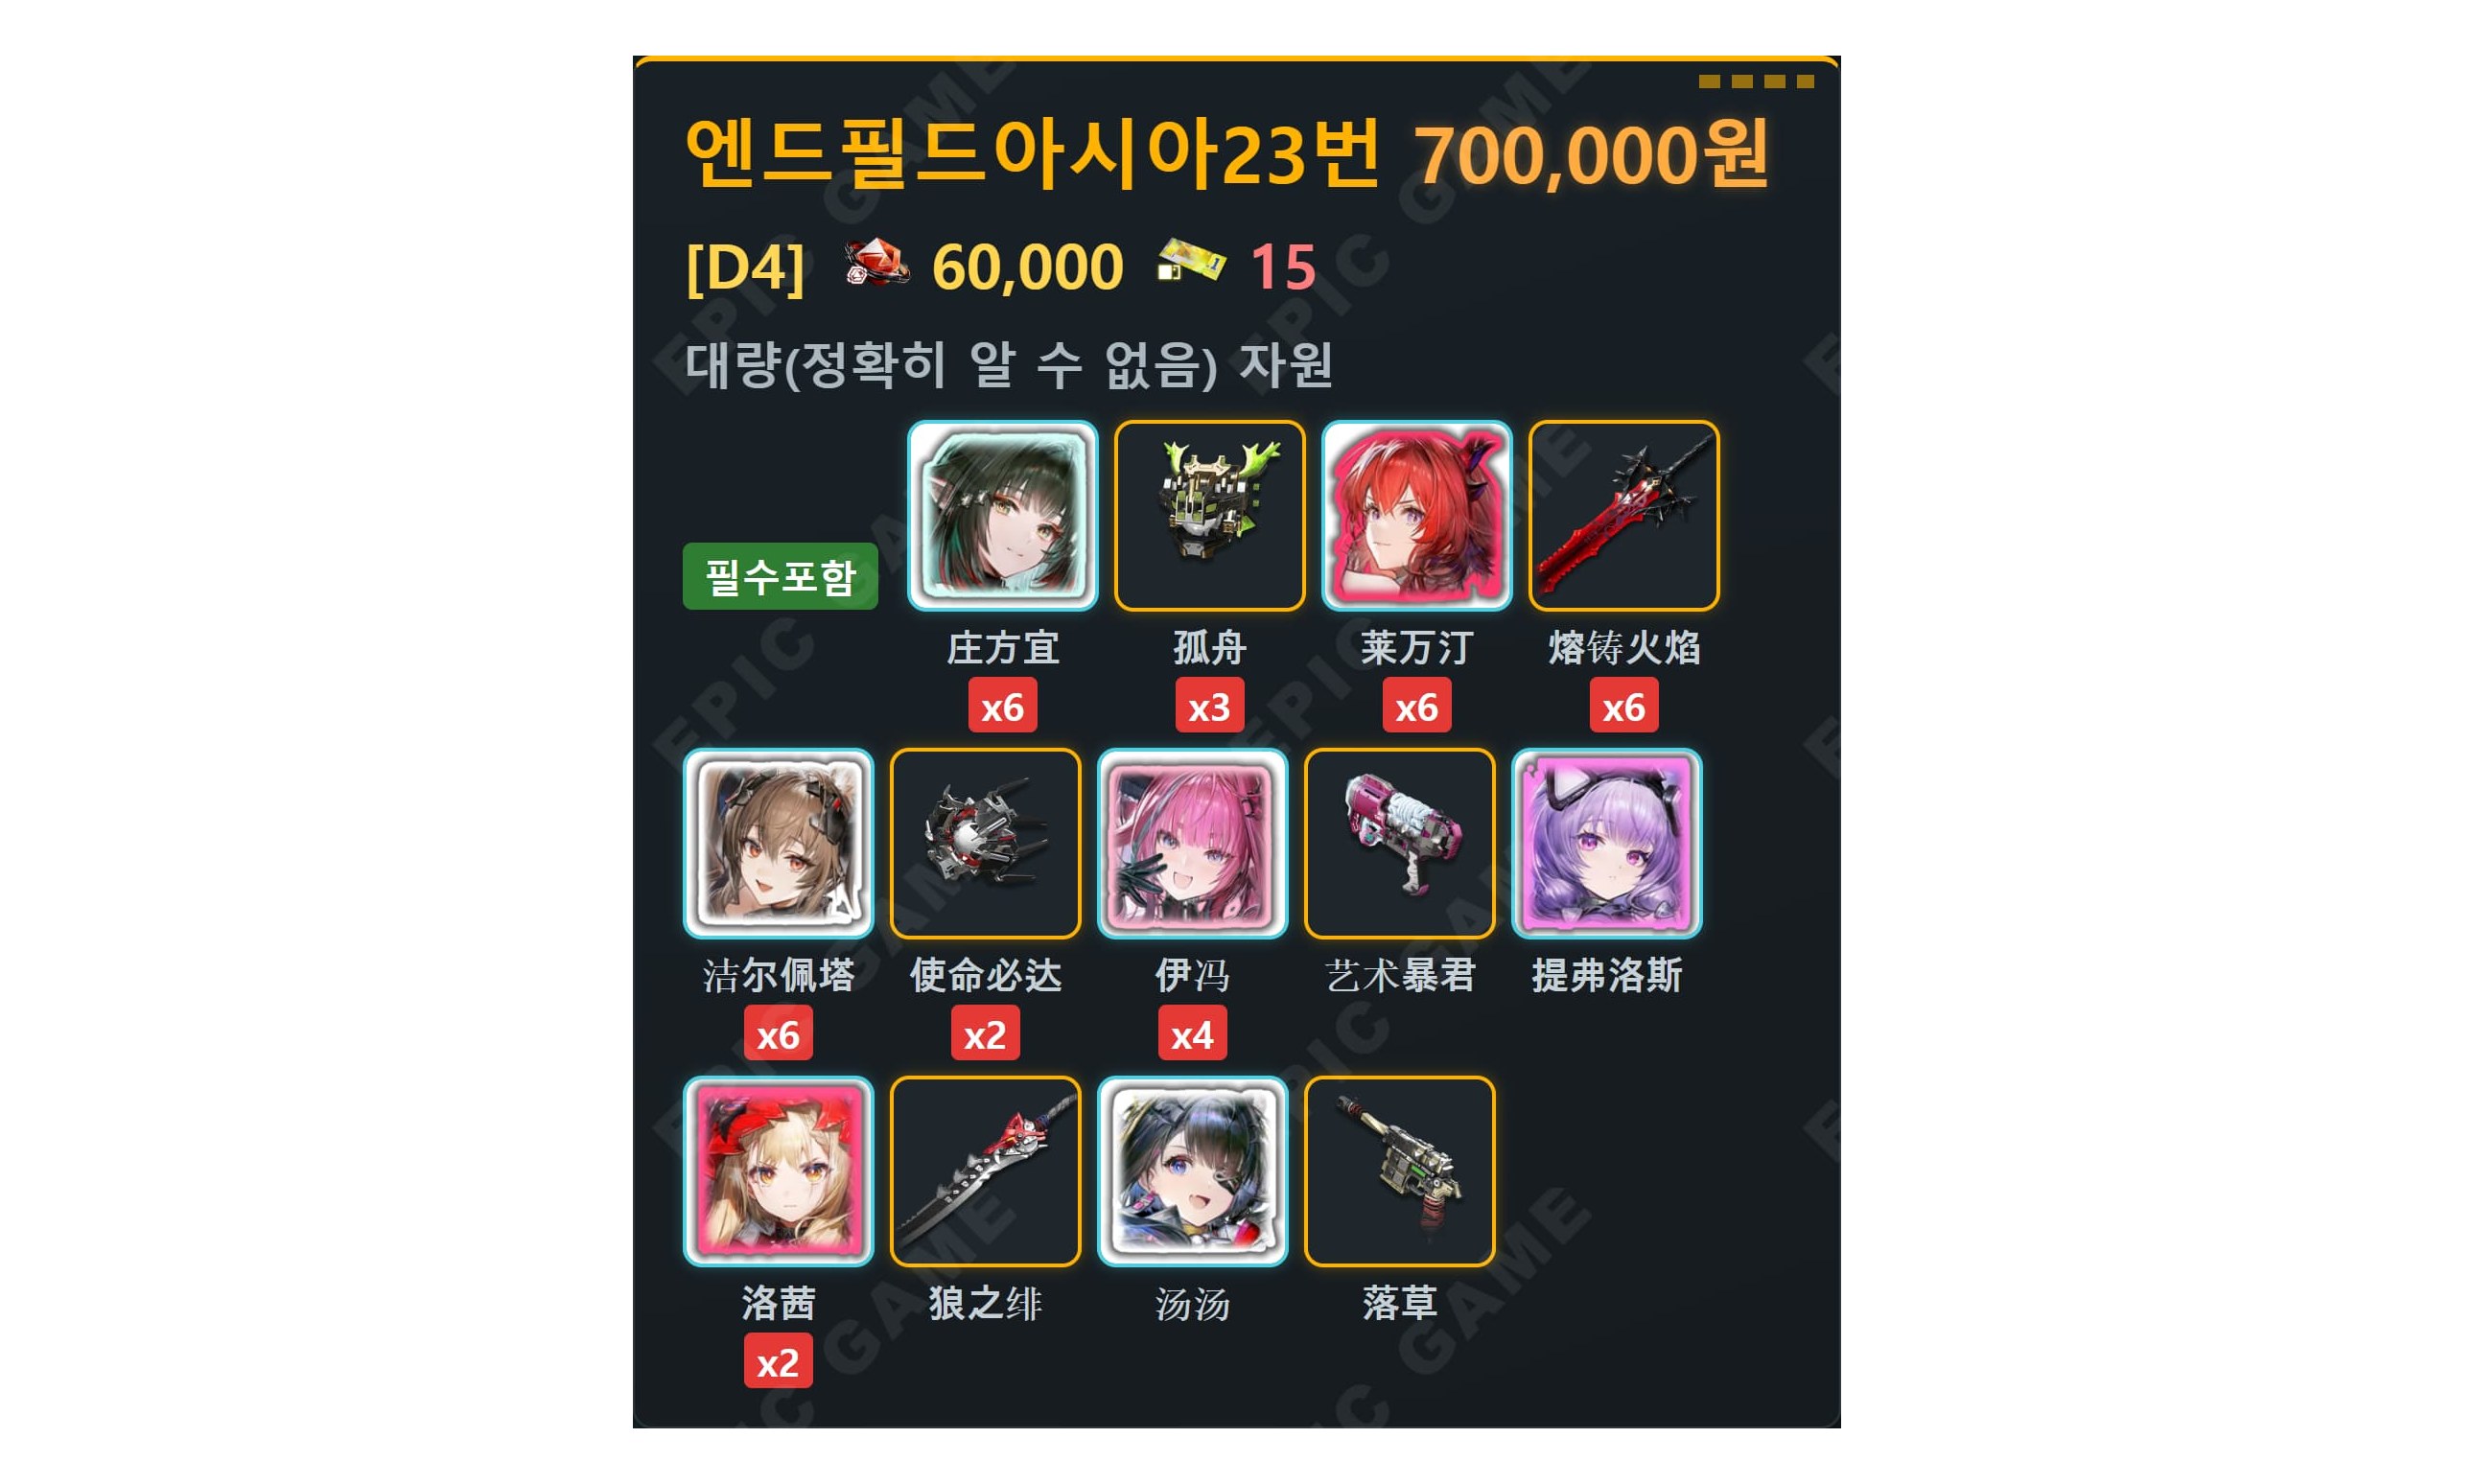 엔드필드아시아23번 700,000원
[D4] 60,000 15
대량(정확히 알 수 없음) 자원
필수포함
庄方宜 孤舟 莱万汀 熔铸火焰
x6 x3 x6 x6
洁尔佩塔 使命必达 伊冯 艺术暴君 提弗洛斯
x6 x2 x4
洛茜 狼之绯 汤汤 落草
x2
EPIC GAME